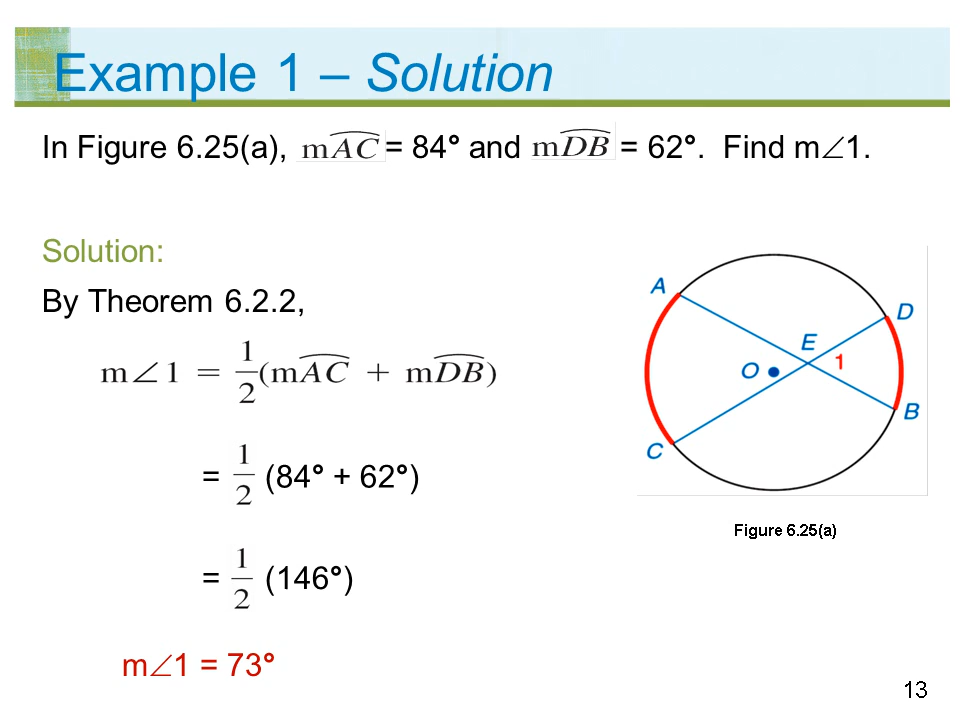 Example 1 – Solution
In Figure 6.25(a), mAC͡ = 84° and mDB͡ = 62°. Find m∠1.
Solution:
By Theorem 6.2.2,
m∠1 = 1/2(mAC͡ + mDB͡)
= 1/2 (84° + 62°)
= 1/2 (146°)
m∠1 = 73°
A
D
E
1
O
B
C
Figure 6.25(a)
13